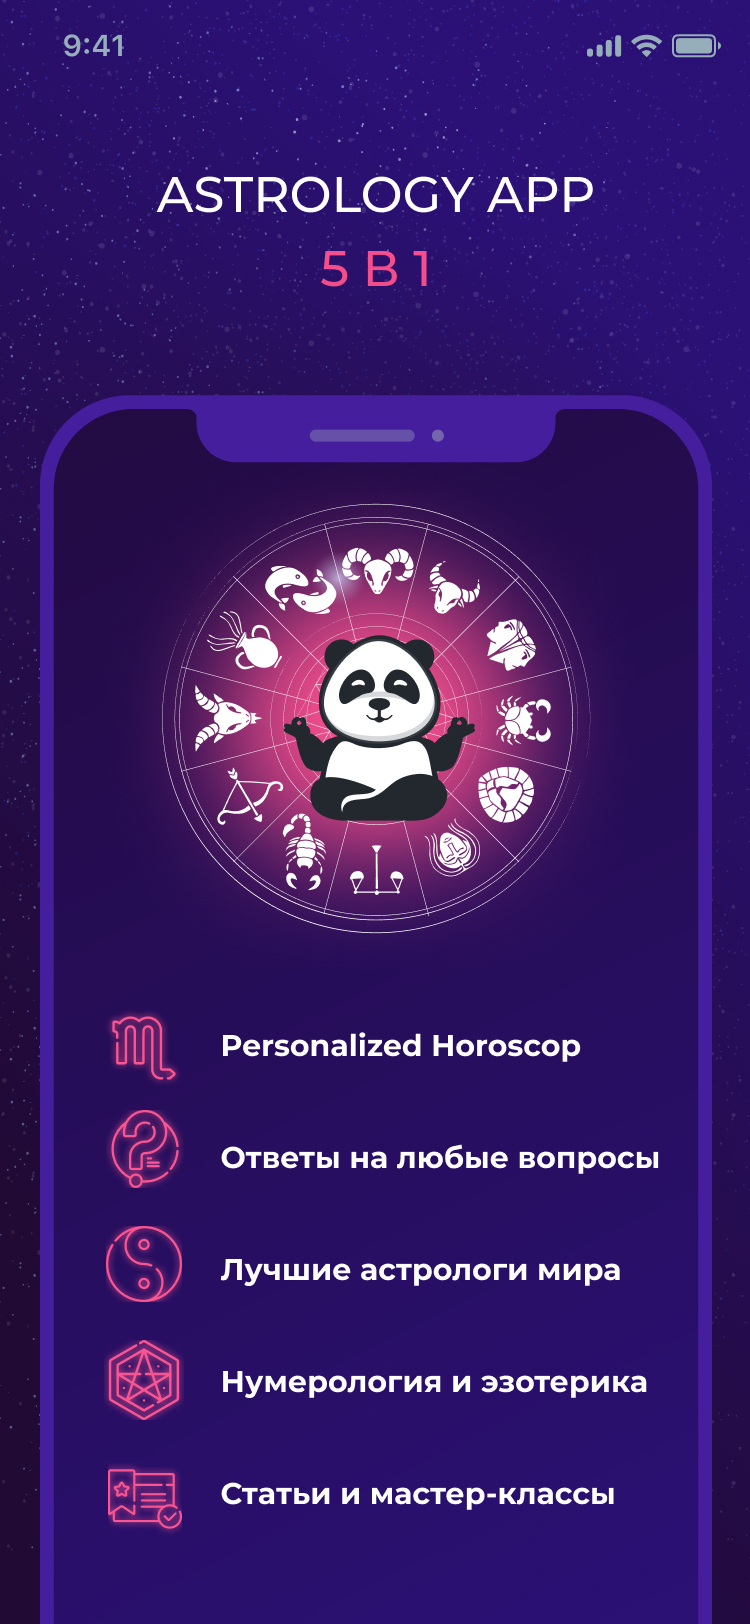 9:41
ASTROLOGY APP
5 В 1
Personalized Horoscop
Ответы на любые вопросы
Лучшие астрологи мира
Нумерология и эзотерика
Статьи и мастер-классы